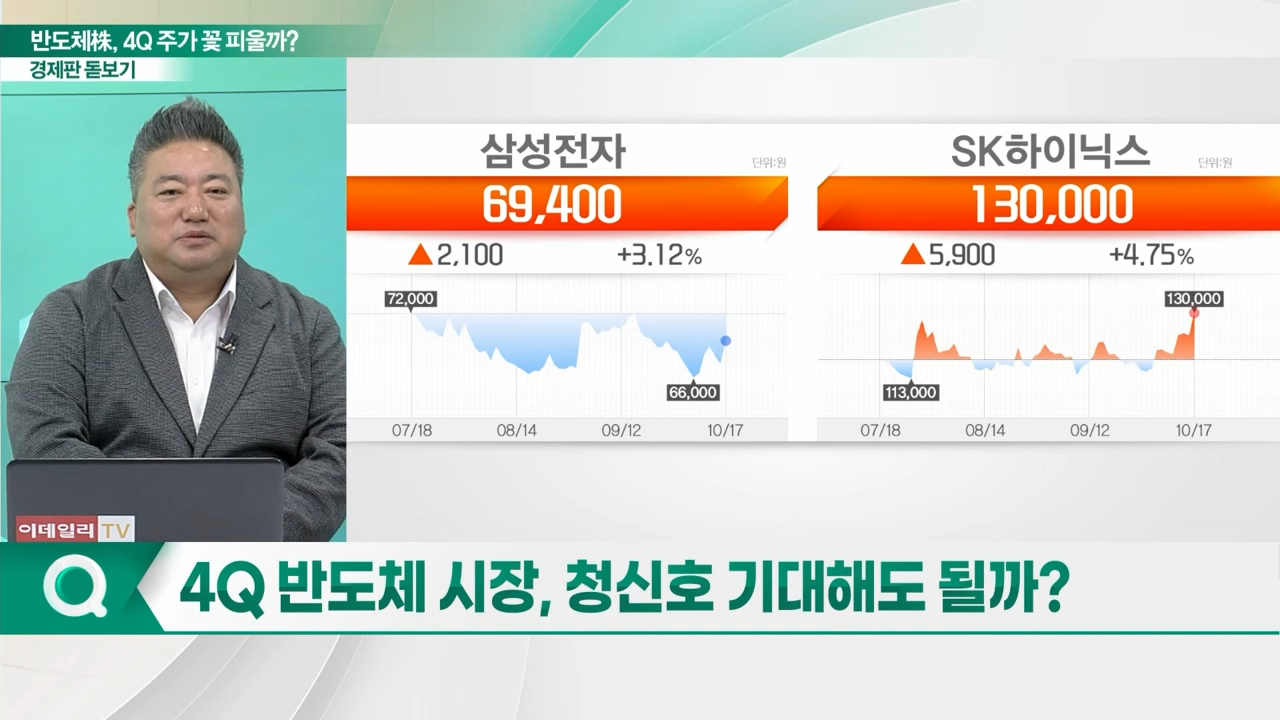 반도체株, 4Q 주가 꽃 피울까?
경제판 돋보기
삼성전자
단위:원
69,400
▲2,100 +3.12%
72,000
66,000
07/18 08/14 09/12 10/17
SK하이닉스
단위:원
130,000
▲5,900 +4.75%
130,000
113,000
07/18 08/14 09/12 10/17
이데일리 TV
4Q 반도체 시장, 청신호 기대해도 될까?